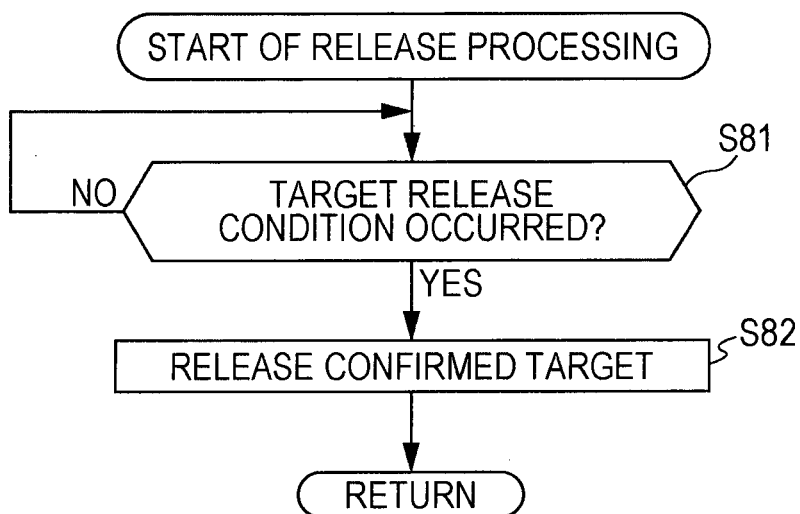 START OF RELEASE PROCESSING
S81
TARGET RELEASE
CONDITION OCCURRED?
NO
YES
S82
RELEASE CONFIRMED TARGET
RETURN